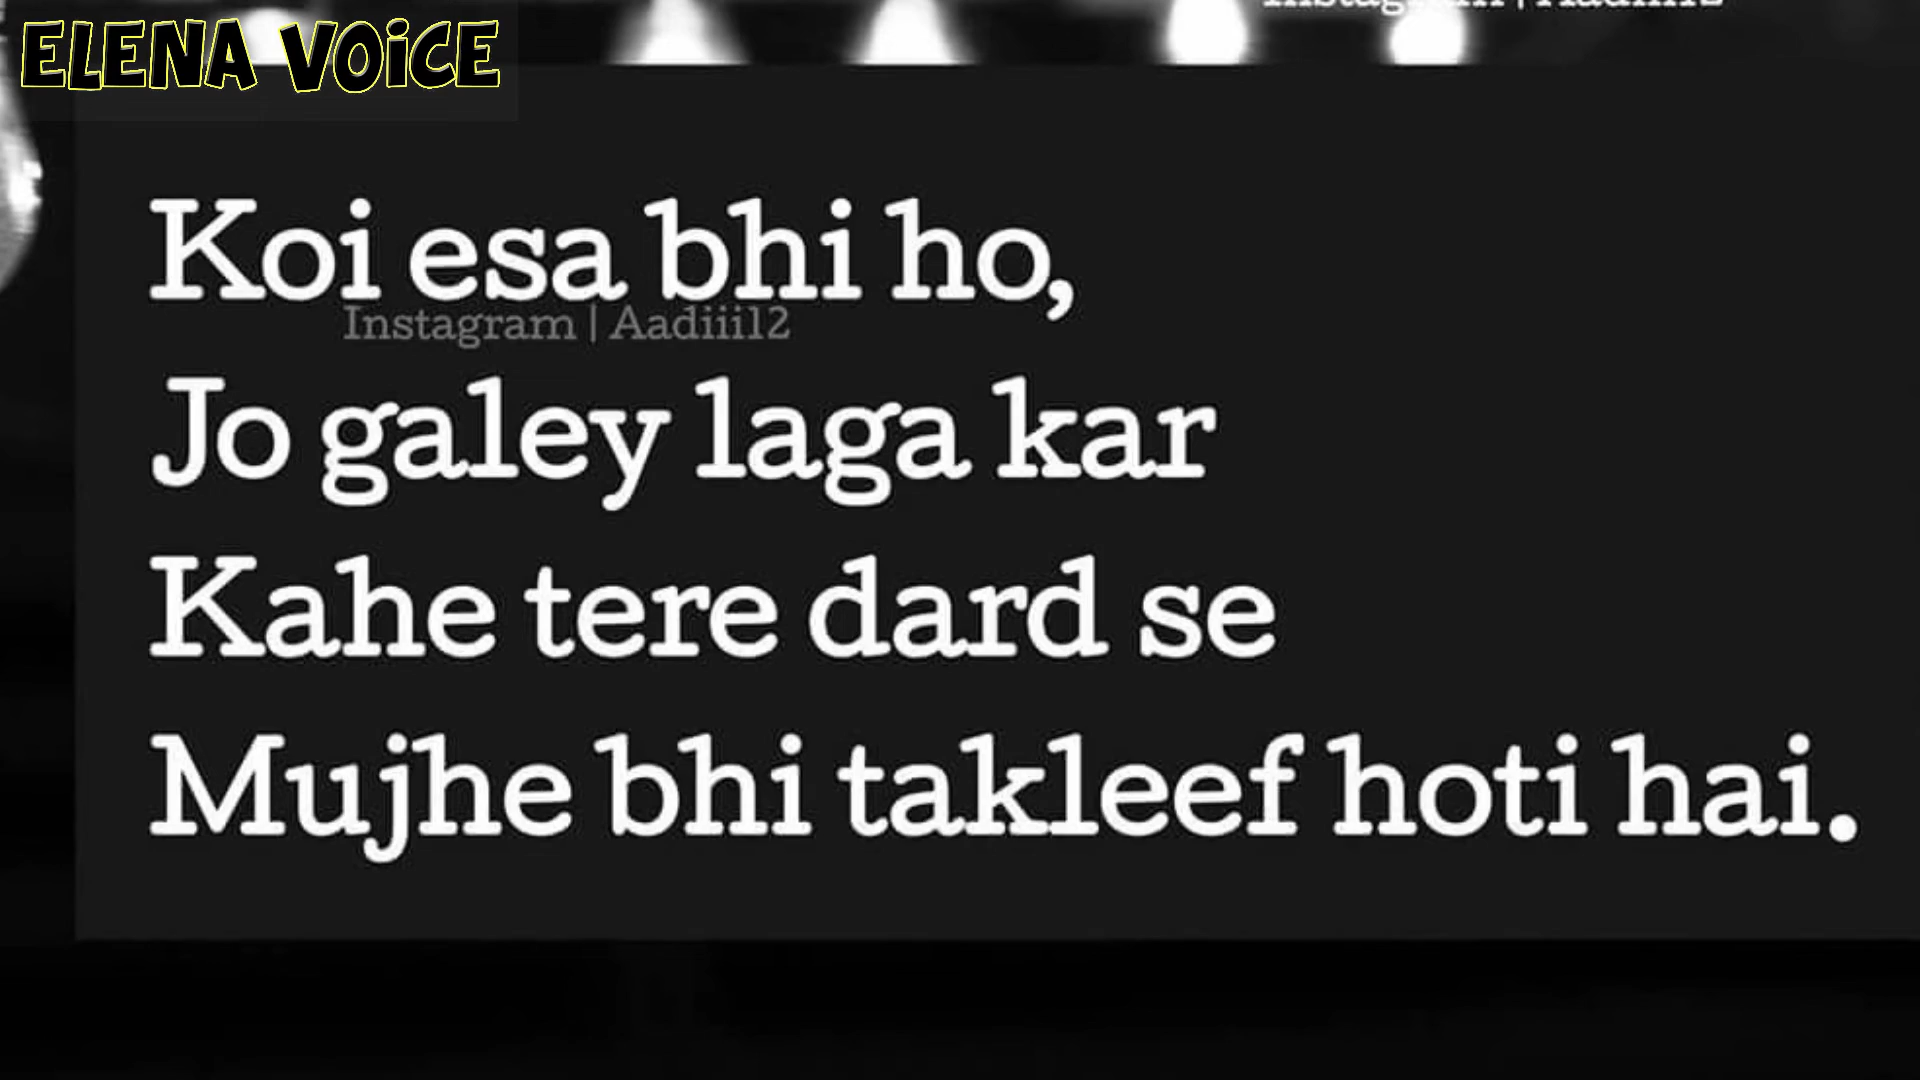 ELENA VOiCE
Koi esa bhi ho,
Instagram | Aadiii12
Jo galey laga kar
Kahe tere dard se
Mujhe bhi takleef hoti hai.